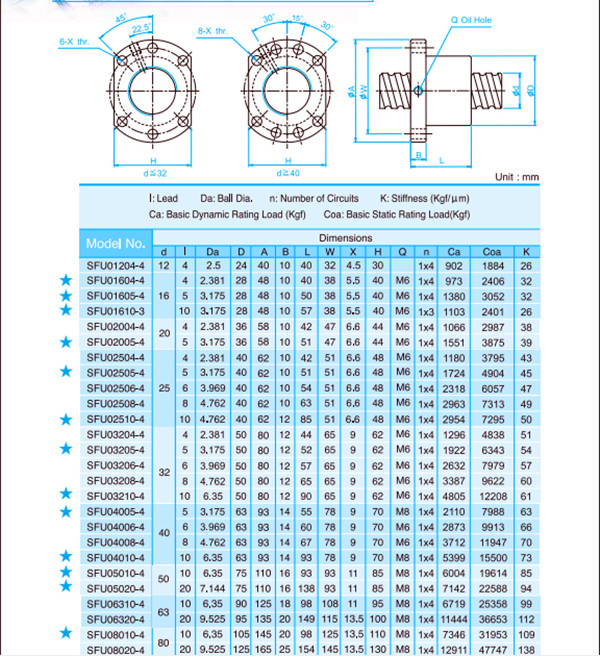 45° 30° 15°
22.5° 30°
6-X thr. 8-X thr. Q Oil Hole
ϕA ϕW ϕd ϕD
H H B L
d≦32 d≦40
Unit : mm
l: Lead Da: Ball Dia. n: Number of Circuits K: Stiffness (Kgf/μm)
Ca: Basic Dynamic Rating Load (Kgf) Coa: Basic Static Rating Load(Kgf)
Model No. Dimensions
d l Da D A B L W X H Q n Ca Coa K
SFU01204-4 12 4 2.5 24 40 10 40 32 4.5 30 1x4 902 1884 26
SFU01604-4 4 2.381 28 48 10 40 38 5.5 40 M6 1x4 973 2406 32
SFU01605-4 16 5 3.175 28 48 10 50 38 5.5 40 M6 1x4 1380 3052 32
SFU01610-3 10 3.175 28 48 10 57 38 5.5 40 M6 1x3 1103 2401 26
SFU02004-4 20 4 2.381 36 58 10 42 47 6.6 44 M6 1x4 1066 2987 38
SFU02005-4 5 3.175 36 58 10 51 47 6.6 44 M6 1x4 1551 3875 39
SFU02504-4 4 2.381 40 62 10 42 51 6.6 48 M6 1x4 1180 3795 43
SFU02505-4 5 3.175 40 62 10 51 51 6.6 48 M6 1x4 1724 4904 45
SFU02506-4 25 6 3.969 40 62 10 54 51 6.6 48 M6 1x4 2318 6057 47
SFU02508-4 8 4.762 40 62 10 63 51 6.6 48 M6 1x4 2963 7313 49
SFU02510-4 10 4.762 40 62 12 85 51 6.6 48 M6 1x4 2954 7295 50
SFU03204-4 4 2.381 50 80 12 44 65 9 62 M6 1x4 1296 4838 51
SFU03205-4 5 3.175 50 80 12 52 65 9 62 M6 1x4 1922 6343 54
SFU03206-4 32 6 3.969 50 80 12 57 65 9 62 M6 1x4 2632 7979 57
SFU03208-4 8 4.762 50 80 12 65 65 9 62 M6 1x4 3387 9622 60
SFU03210-4 10 6.35 50 80 12 90 65 9 62 M6 1x4 4805 12208 61
SFU04005-4 5 3.175 63 93 14 55 78 9 70 M8 1x4 2110 7988 63
SFU04006-4 40 6 3.969 63 93 14 60 78 9 70 M6 1x4 2873 9913 66
SFU04008-4 8 4.762 63 93 14 67 78 9 70 M6 1x4 3712 11947 70
SFU04010-4 10 6.35 63 93 14 93 78 9 70 M8 1x4 5399 15500 73
SFU05010-4 50 10 6.35 75 110 16 93 93 11 85 M8 1x4 6004 19614 85
SFU05020-4 20 7.144 75 110 16 138 93 11 85 M8 1x4 7142 22588 94
SFU06310-4 63 10 6,35 90 125 18 98 108 11 95 M8 1x4 6719 25358 99
SFU06320-4 20 9.525 95 135 20 149 115 13.5 100 M8 1x4 11444 36653 112
SFU08010-4 80 10 6.35 105 145 20 98 125 13.5 110 M8 1x4 7346 31953 109
SFU08020-4 20 9.525 125 165 25 154 145 13.5 130 M8 1x4 12911 47747 138